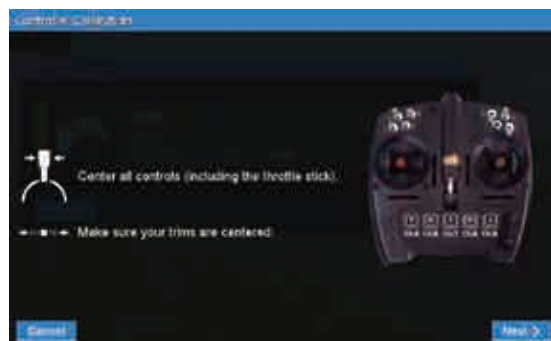 Controller Calibration
Center all controls (including the throttle stick).
Make sure your trims are centered.
Cancel
Next >